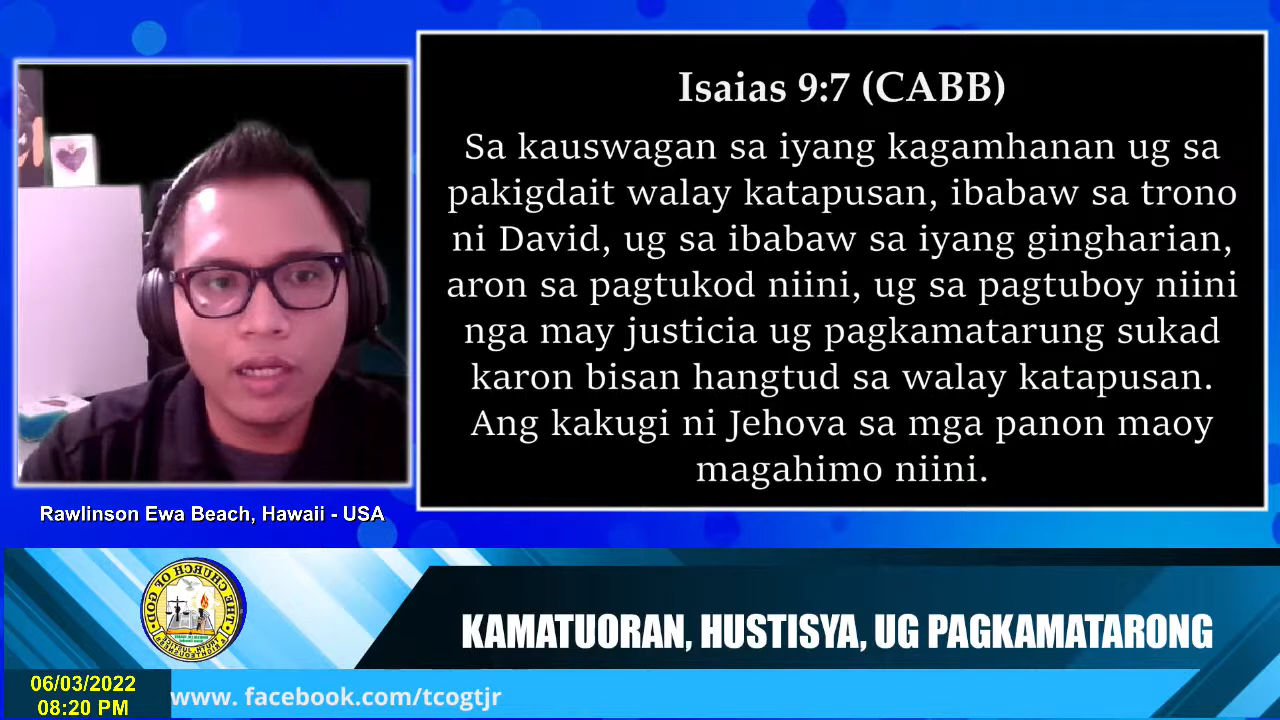 Isaias 9:7 (CABB)
Sa kauswagan sa iyang kagamhanan ug sa
pakigdait walay katapusan, ibabaw sa trono
ni David, ug sa ibabaw sa iyang gingharian,
aron sa pagtukod niini, ug sa pagtuboy niini
nga may justicia ug pagkamatarung sukad
karon bisan hangtud sa walay katapusan.
Ang kakugi ni Jehova sa mga panon maoy
magahimo niini.
Rawlinson Ewa Beach, Hawaii - USA
THE CHURCH OF GOD
KAMATUORAN, HUSTISYA, UG PAGKAMATARONG
06/03/2022
08:20 PM
www. facebook.com/tcogtjr